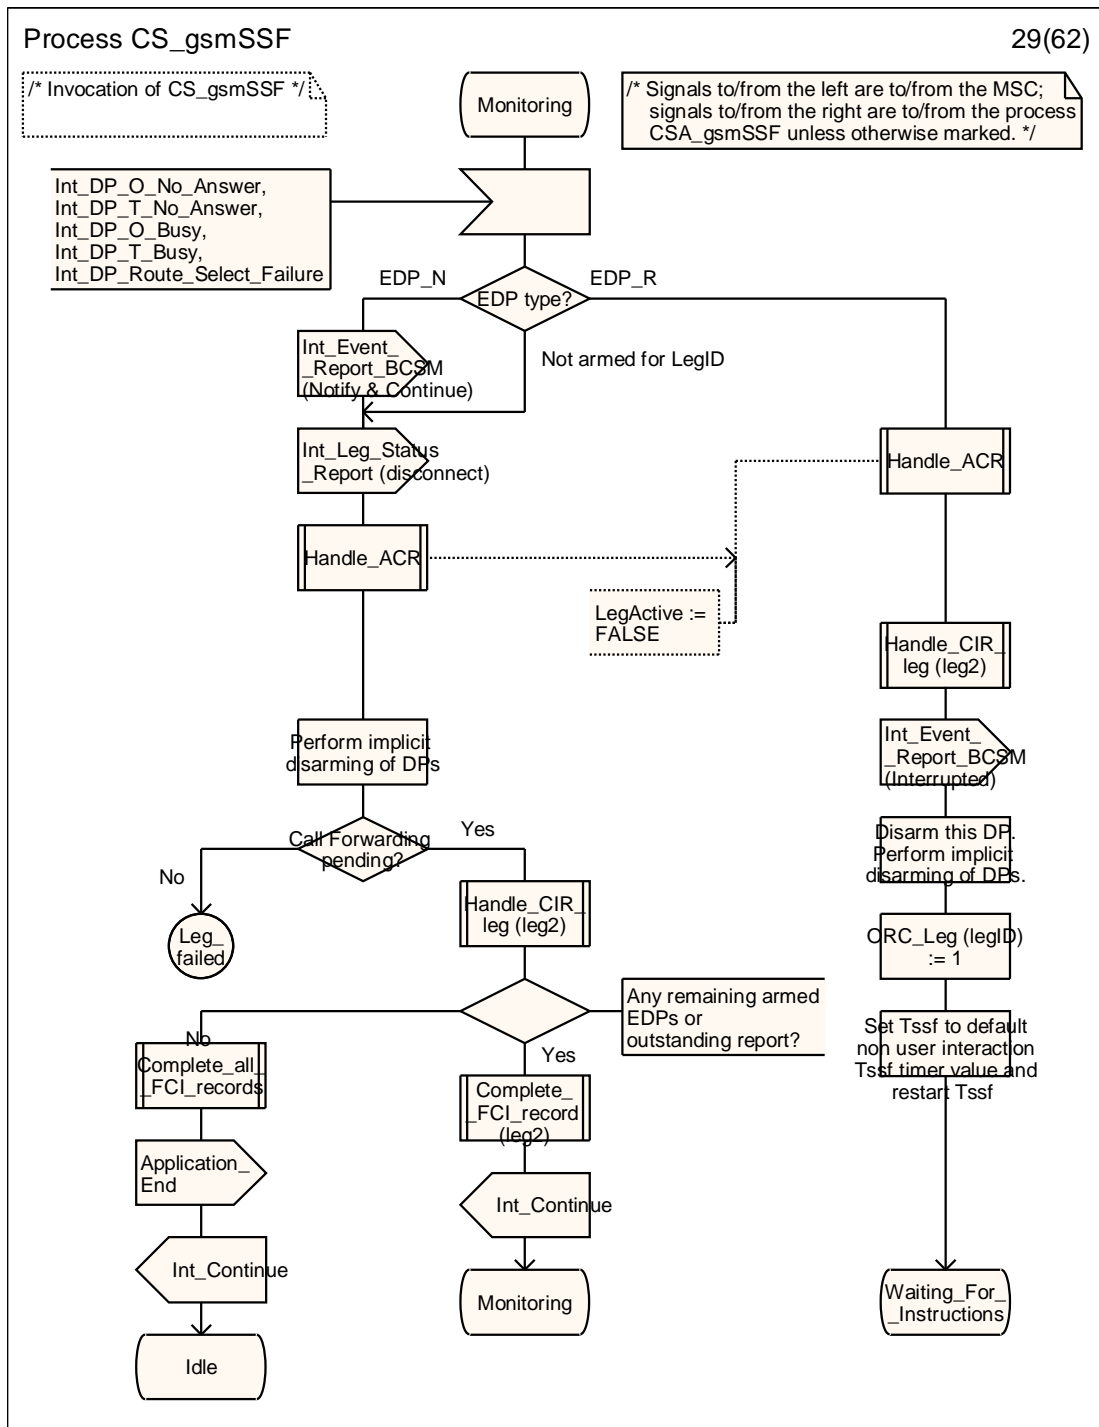 Process CS_gsmSSF
29(62)
/* Invocation of CS_gsmSSF */
Monitoring
/* Signals to/from the left are to/from the MSC;
signals to/from the right are to/from the process
CSA_gsmSSF unless otherwise marked. */
Int_DP_O_No_Answer,
Int_DP_T_No_Answer,
Int_DP_O_Busy,
Int_DP_T_Busy,
Int_DP_Route_Select_Failure
EDP_N
EDP type?
EDP_R
Int_Event_
_Report_BCSM
(Notify & Continue)
Not armed for LegID
Int_Leg_Status
_Report (disconnect)
Handle_ACR
Handle_ACR
LegActive :=
FALSE
Handle_CIR_
leg (leg2)
Int_Event_
_Report_BCSM
(Interrupted)
Perform implicit
disarming of DPs
Call Forwarding
pending?
Yes
No
Disarm this DP.
Perform implicit
disarming of DPs.
Handle_CIR_
leg (leg2)
Leg_
failed
ORC_Leg (legID)
:= 1
Any remaining armed
EDPs or
outstanding report?
No
Yes
Set Tssf to default
non user interaction
Tssf timer value and
restart Tssf
Complete_all_
_FCI_records
Complete_
_FCI_record
(leg2)
Application_
End
Int_Continue
Int_Continue
Monitoring
Waiting_For_
_Instructions
Idle